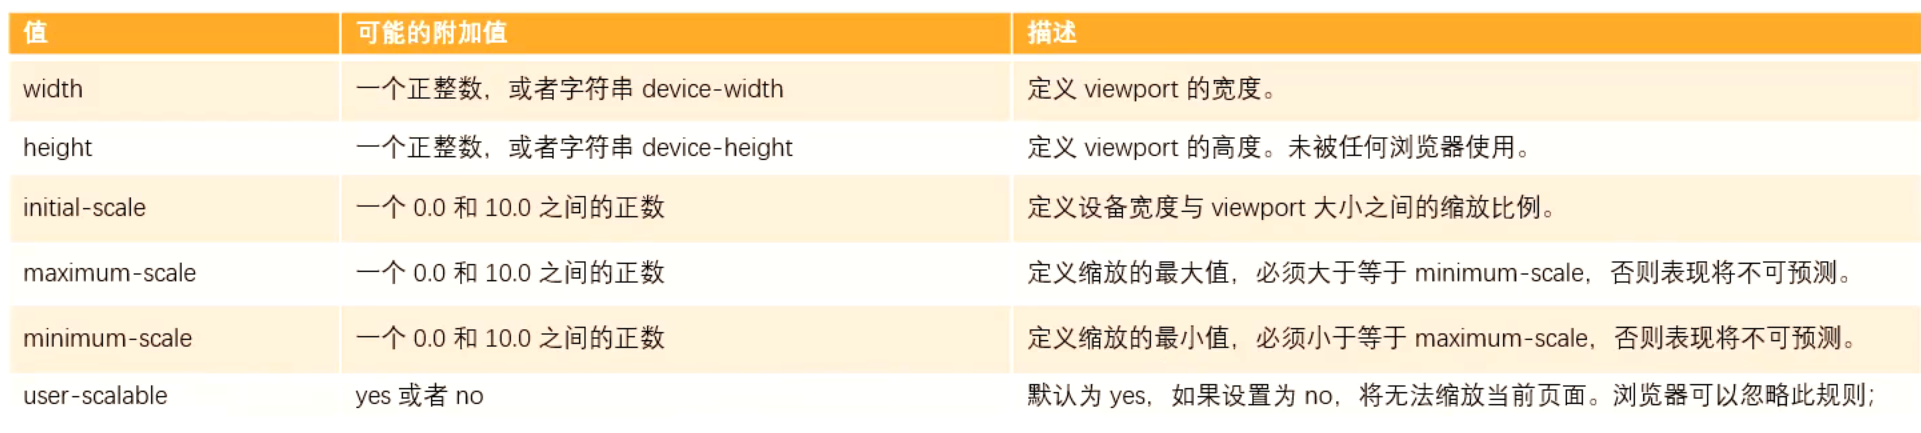 值 可能的附加值 描述
width 一个正整数，或者字符串 device-width 定义 viewport 的宽度。
height 一个正整数，或者字符串 device-height 定义 viewport 的高度。未被任何浏览器使用。
initial-scale 一个 0.0 和 10.0 之间的正数 定义设备宽度与 viewport 大小之间的缩放比例。
maximum-scale 一个 0.0 和 10.0 之间的正数 定义缩放的最大值，必须大于等于 minimum-scale，否则表现将不可预测。
minimum-scale 一个 0.0 和 10.0 之间的正数 定义缩放的最小值，必须小于等于 maximum-scale，否则表现将不可预测。
user-scalable yes 或者 no 默认为 yes，如果设置为 no，将无法缩放当前页面。浏览器可以忽略此规则；